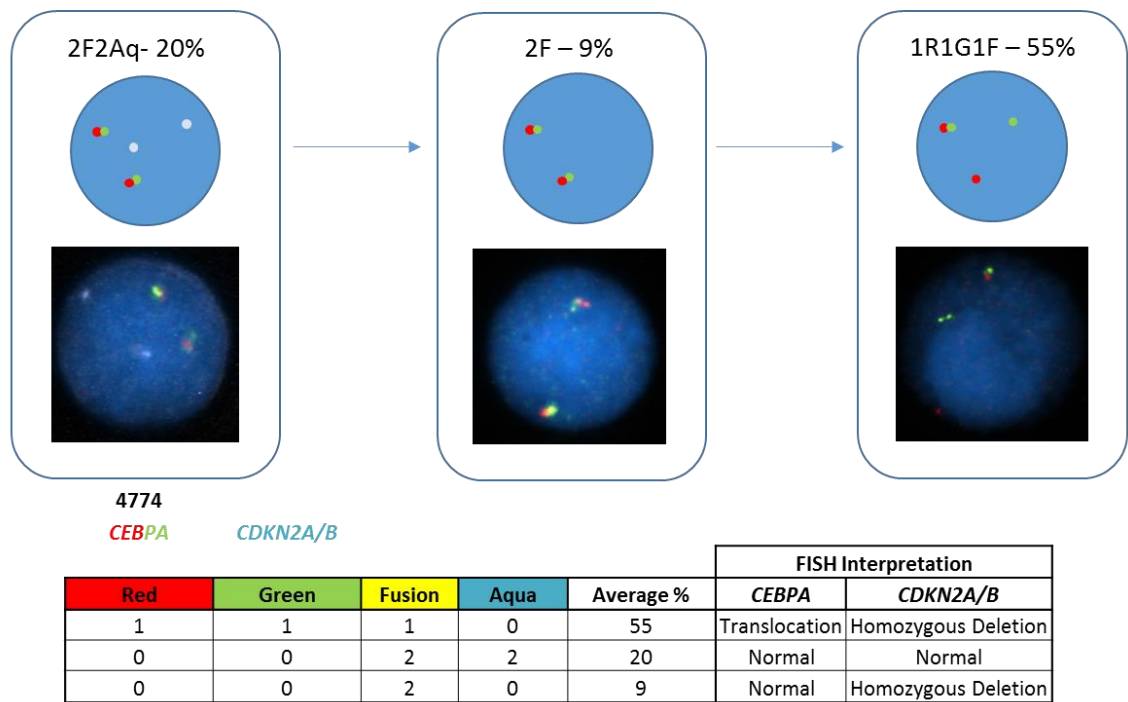 2F2Aq- 20%
2F – 9%
1R1G1F – 55%
4774
CEBPA CDKN2A/B
FISH Interpretation
Red Green Fusion Aqua Average % CEBPA CDKN2A/B
1 1 1 0 55 Translocation Homozygous Deletion
0 0 2 2 20 Normal Normal
0 0 2 0 9 Normal Homozygous Deletion